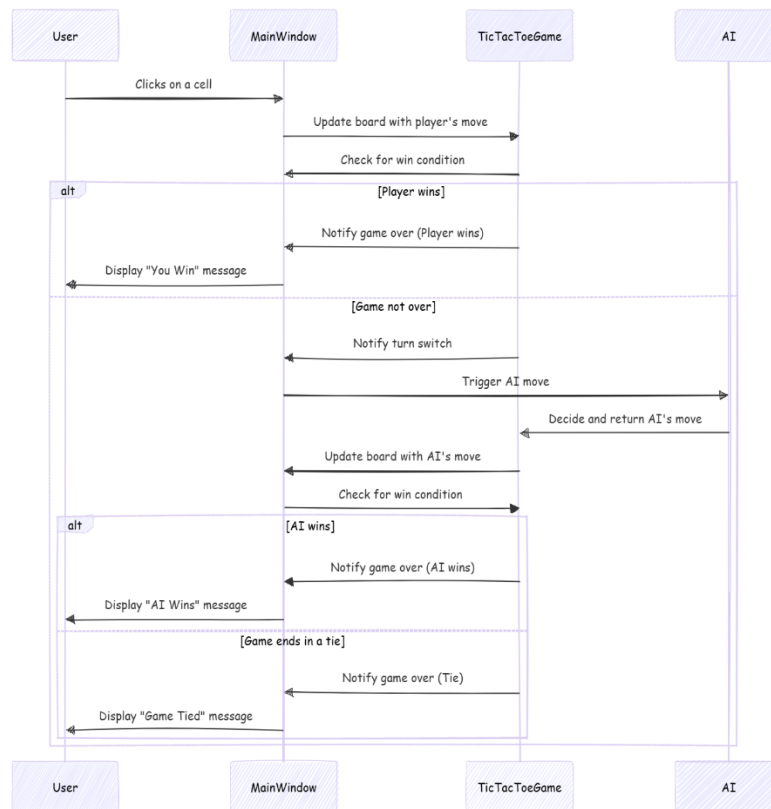 User
MainWindow
TicTacToeGame
AI
Clicks on a cell
Update board with player's move
Check for win condition
alt
[Player wins]
Notify game over (Player wins)
Display "You Win" message
[Game not over]
Notify turn switch
Trigger AI move
Decide and return AI's move
Update board with AI's move
Check for win condition
alt
[AI wins]
Notify game over (AI wins)
Display "AI Wins" message
[Game ends in a tie]
Notify game over (Tie)
Display "Game Tied" message
User
MainWindow
TicTacToeGame
AI